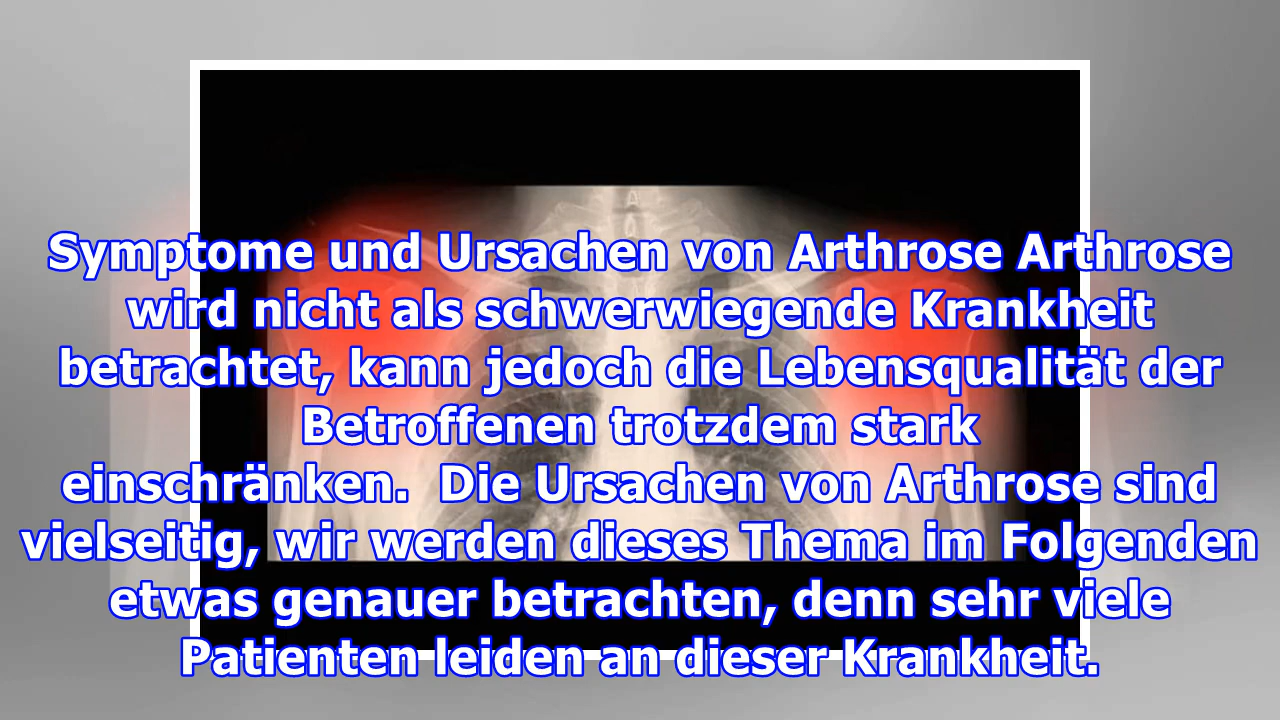 Symptome und Ursachen von Arthrose Arthrose
wird nicht als schwerwiegende Krankheit
betrachtet, kann jedoch die Lebensqualität der
Betroffenen trotzdem stark
einschränken.  Die Ursachen von Arthrose sind
vielseitig, wir werden dieses Thema im Folgenden
etwas genauer betrachten, denn sehr viele
Patienten leiden an dieser Krankheit.